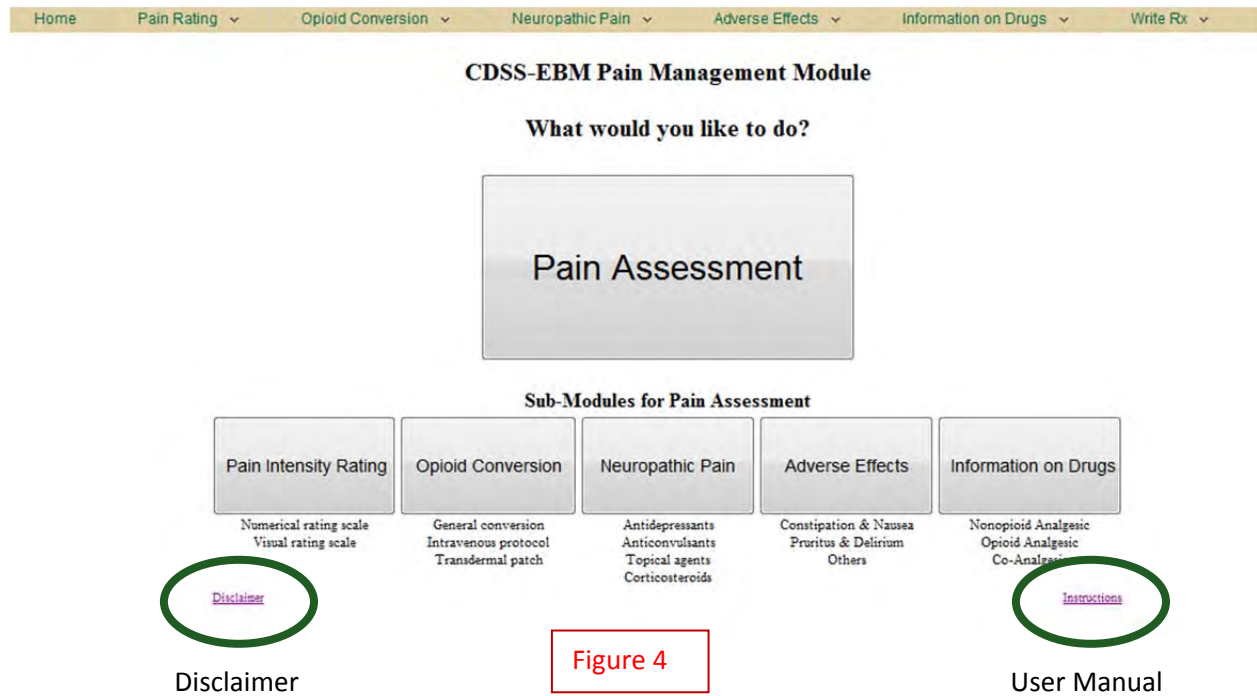 Home Pain Rating Opioid Conversion Neuropathic Pain Adverse Effects Information on Drugs Write Rx
CDSS-EBM Pain Management Module
What would you like to do?
Pain Assessment
Sub-Modules for Pain Assessment
Pain Intensity Rating Opioid Conversion Neuropathic Pain Adverse Effects Information on Drugs
Numerical rating scale General conversion Antidepressants Constipation & Nausea Nonopioid Analgesic
Visual rating scale Intravenous protocol Anticonvulsants Pruritus & Delirium Opioid Analgesic
Transdermal patch Topical agents Others Co-Analgesic
Corticosteroids
Disclaimer Instructions
Figure 4
Disclaimer User Manual